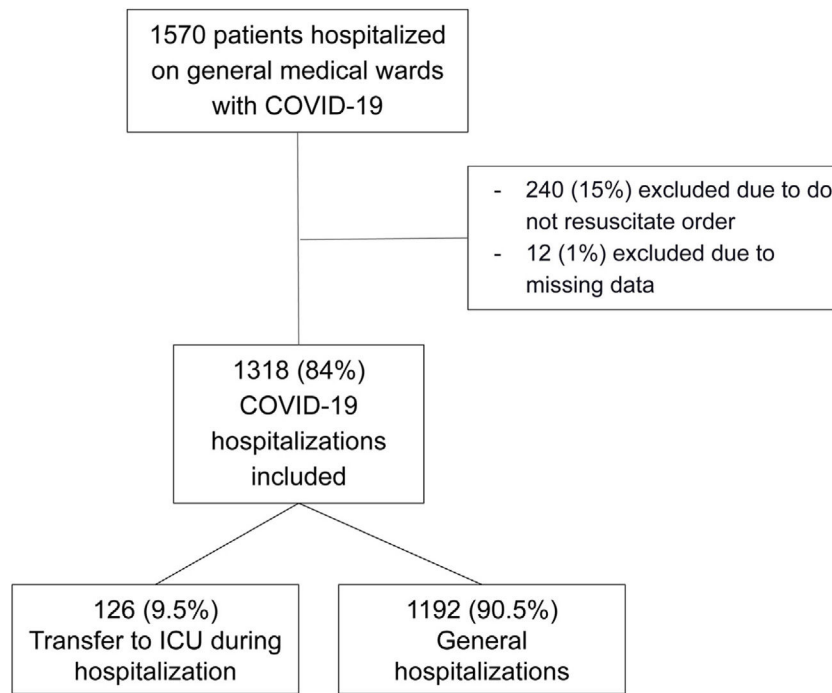 1570 patients hospitalized
on general medical wards
with COVID-19
- 240 (15%) excluded due to do
not resuscitate order
- 12 (1%) excluded due to
missing data
1318 (84%)
COVID-19
hospitalizations
included
126 (9.5%)
Transfer to ICU during
hospitalization
1192 (90.5%)
General
hospitalizations